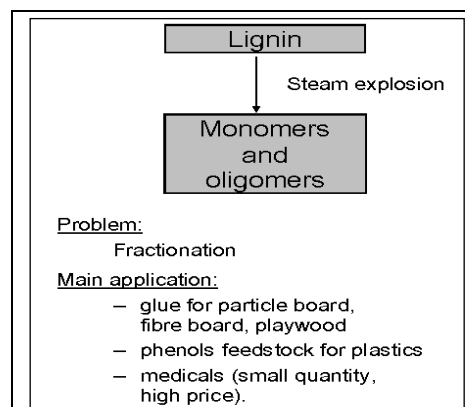 Lignin
Steam explosion
Monomers
and
oligomers
Problem:
Fractionation
Main application:
– glue for particle board,
fibre board, playwood
– phenols feedstock for plastics
– medicals (small quantity,
high price).